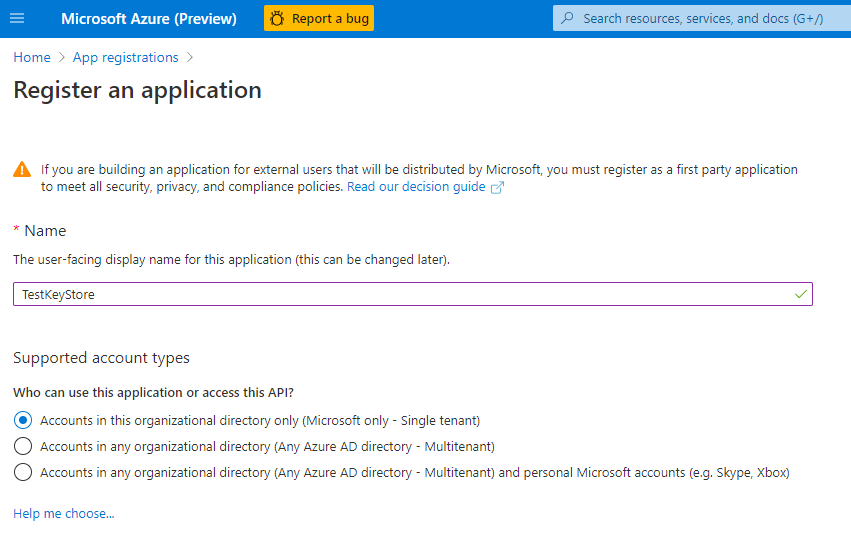 Microsoft Azure (Preview) Report a bug Search resources, services, and docs (G+/)
Home > App registrations >
Register an application
If you are building an application for external users that will be distributed by Microsoft, you must register as a first party application
to meet all security, privacy, and compliance policies. Read our decision guide
* Name
The user-facing display name for this application (this can be changed later).
TestKeyStore
Supported account types
Who can use this application or access this API?
Accounts in this organizational directory only (Microsoft only - Single tenant)
Accounts in any organizational directory (Any Azure AD directory - Multitenant)
Accounts in any organizational directory (Any Azure AD directory - Multitenant) and personal Microsoft accounts (e.g. Skype, Xbox)
Help me choose...